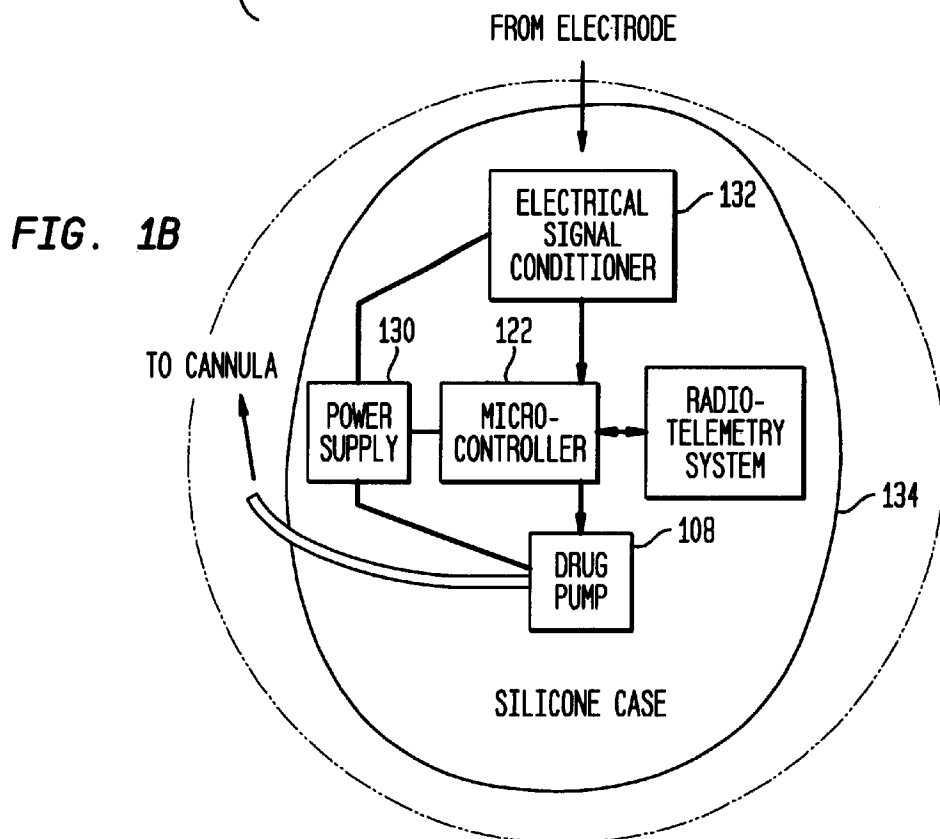 FROM ELECTRODE
ELECTRICAL
SIGNAL
CONDITIONER
132
FIG. 1B
TO CANNULA
130
122
POWER
SUPPLY
MICRO-
CONTROLLER
RADIO-
TELEMETRY
SYSTEM
134
108
DRUG
PUMP
SILICONE CASE